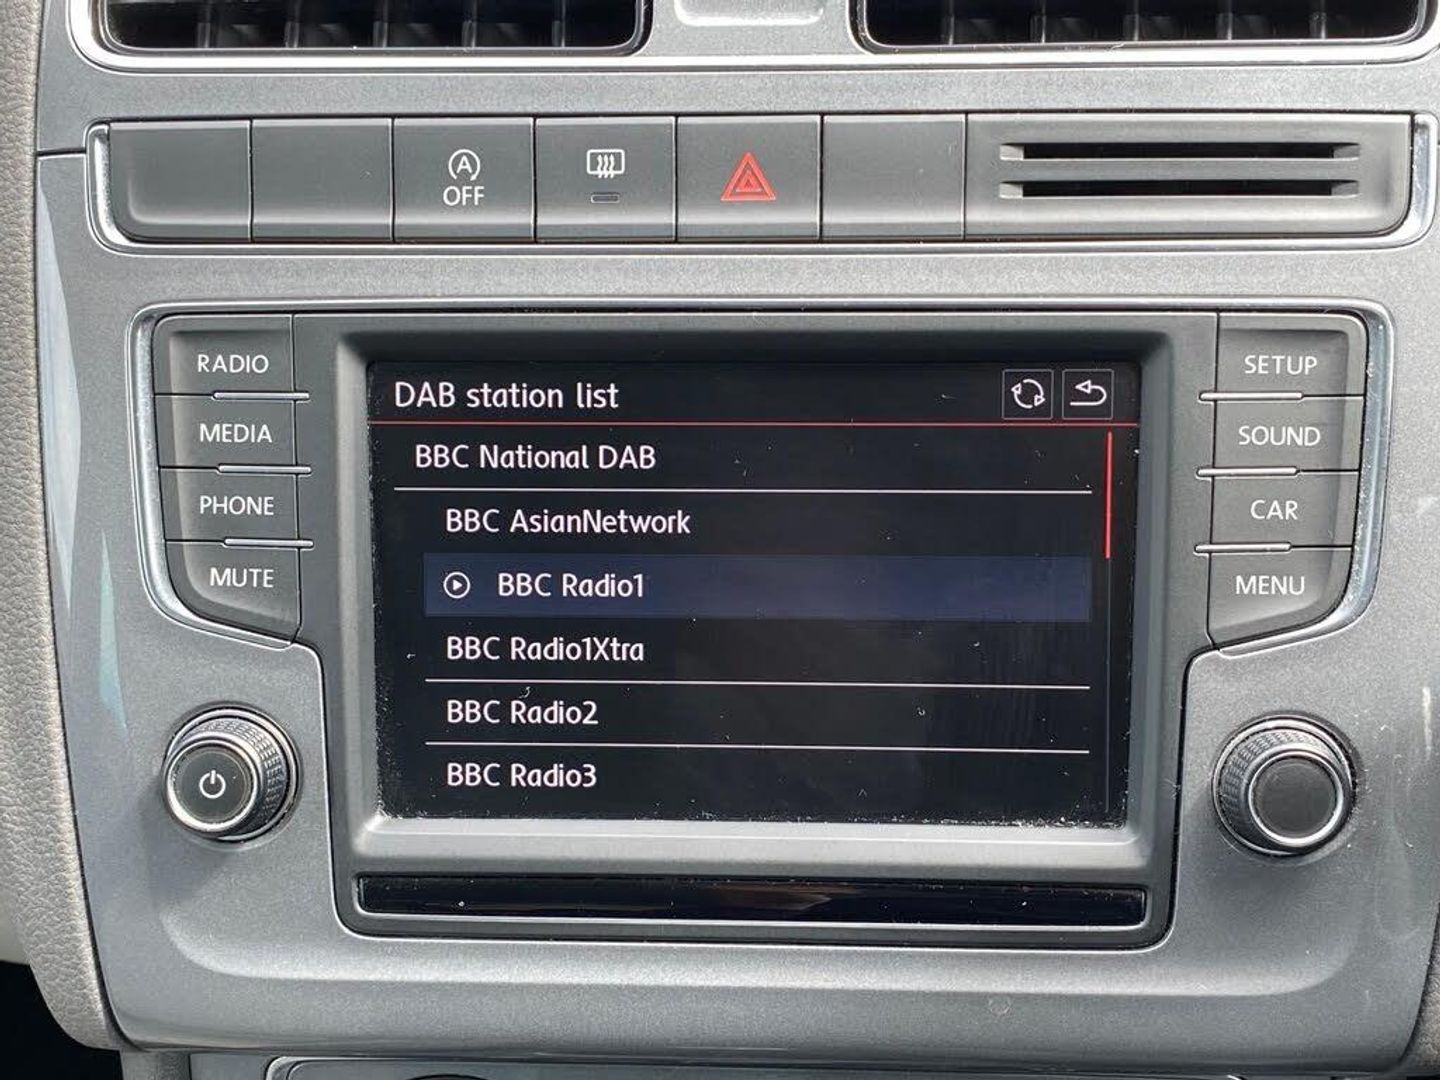 A
OFF
RADIO
MEDIA
PHONE
MUTE
DAB station list
BBC National DAB
BBC AsianNetwork
BBC Radio1
BBC Radio1Xtra
BBC Radio2
BBC Radio3
SETUP
SOUND
CAR
MENU